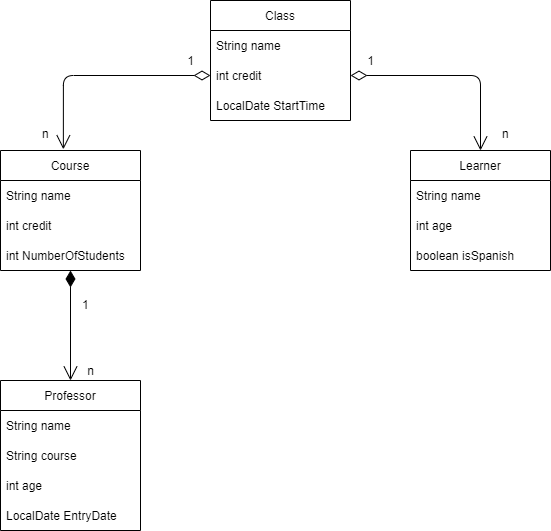 Class
String name
int credit
LocalDate StartTime
1
1
n
n
Course
String name
int credit
int NumberOfStudents
Learner
String name
int age
boolean isSpanish
1
n
Professor
String name
String course
int age
LocalDate EntryDate